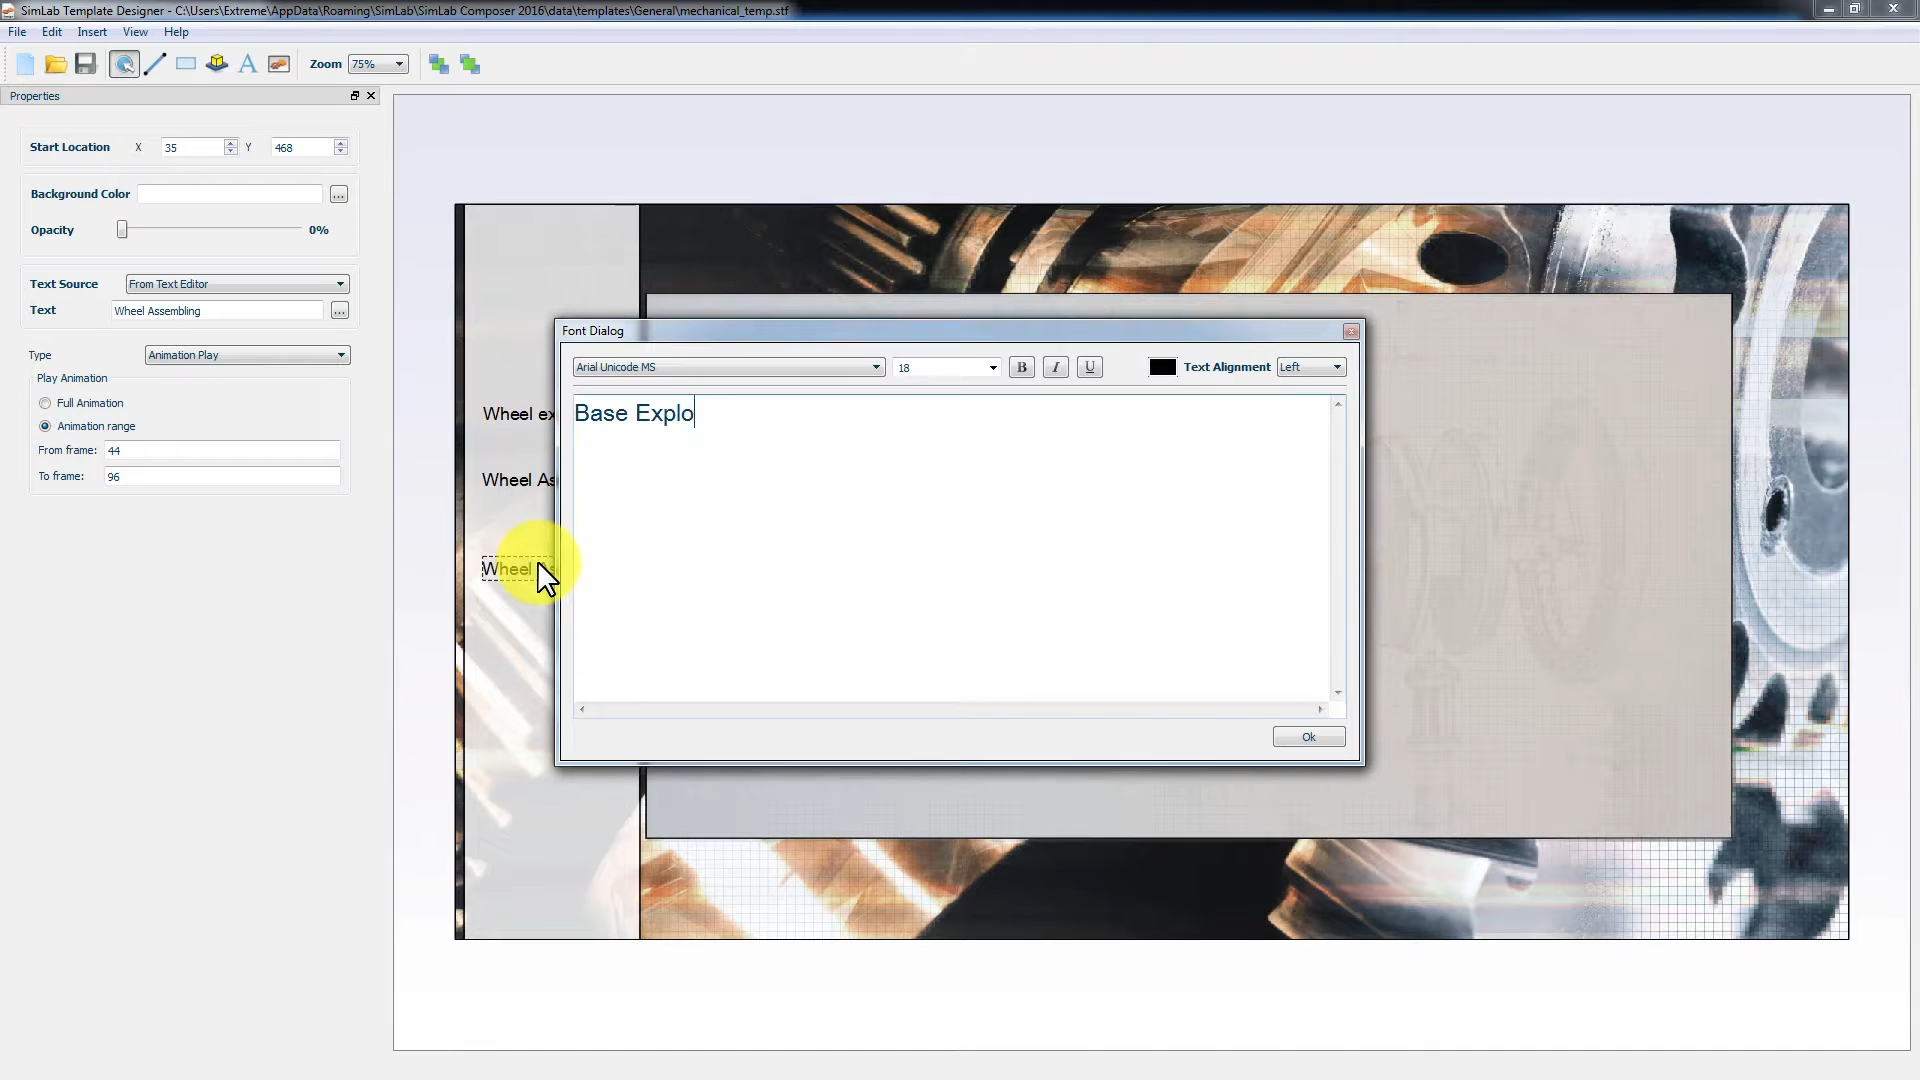 SimLab Template Designer - C:\Users\Extreme\AppData\Roaming\SimLab\SimLab Composer 2016\data\templates\General\mechanical_temp.stf
File Edit Insert View Help
Zoom 75%
Properties
Start Location X 35 Y 468
Background Color ...
Opacity 0%
Text Source From Text Editor
Text Wheel Assembling ...
Type Animation Play
Play Animation
Full Animation
Animation range
From frame: 44
To frame: 96
Wheel ex
Wheel As
Wheel As
Font Dialog
Arial Unicode MS 18 B I U Text Alignment Left
Base Explo
Ok